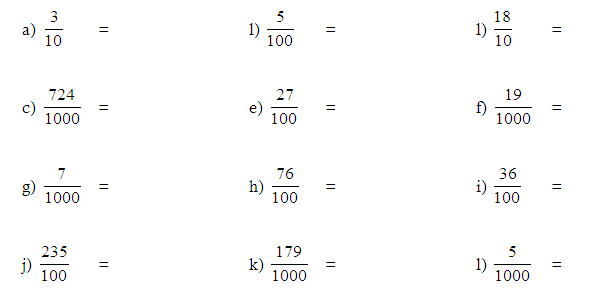 a) 3/10 = l) 5/100 = l) 18/10 =
c) 724/1000 = e) 27/100 = f) 19/1000 =
g) 7/1000 = h) 76/100 = i) 36/100 =
j) 235/100 = k) 179/1000 = l) 5/1000 =